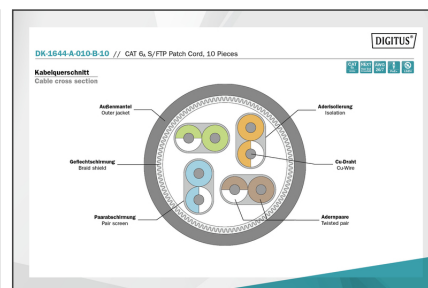 DIGITUS®
DK-1644-A-010-B-10 // CAT 6A S/FTP Patch Cord, 10 Pieces
Kabelquerschnitt
Cable cross section
Außenmantel
Outer jacket
Aderisolierung
Isolation
Geflechtschirmung
Braid shield
Cu-Draht
Cu-Wire
Paarabschirmung
Pair screen
Adernpaare
Twisted pair